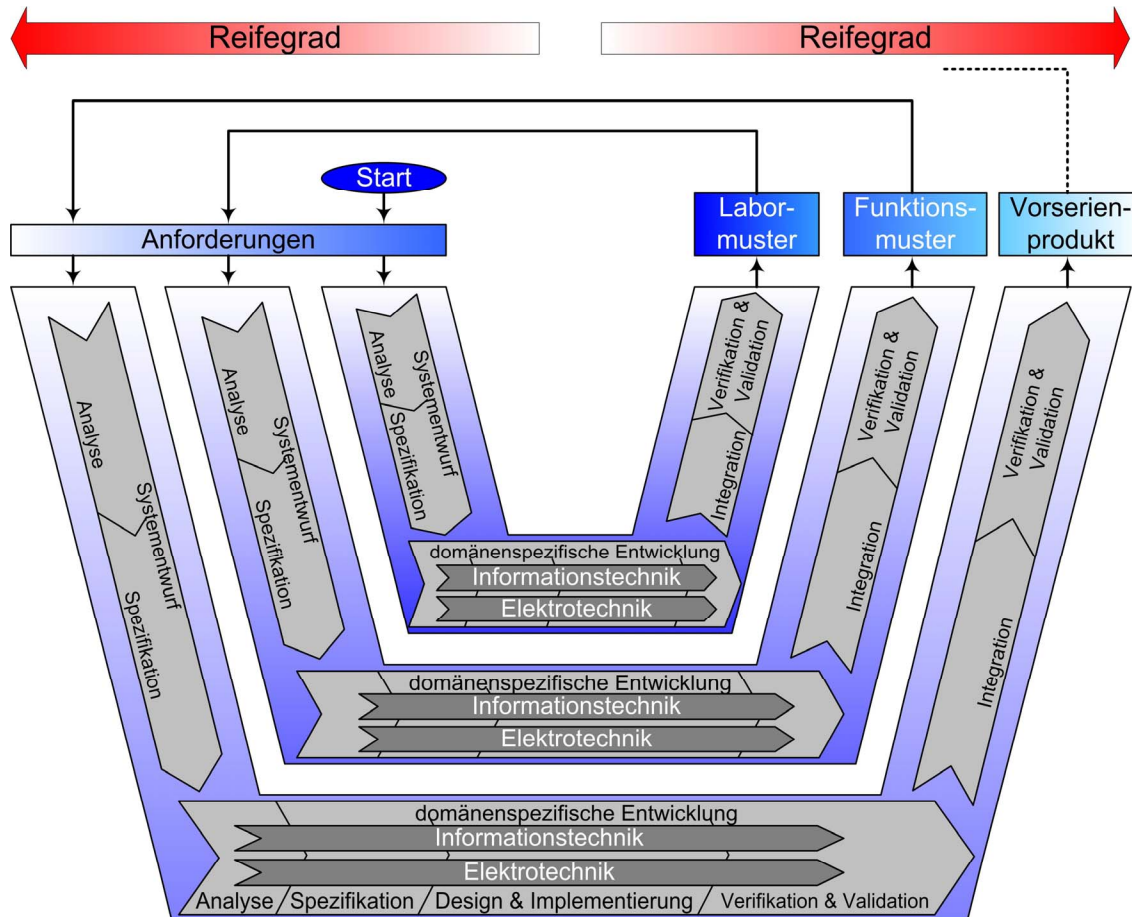 Reifegrad
Reifegrad
Start
Anforderungen
Labor-
muster
Funktions-
muster
Vorserien-
produkt
Analyse
Systementwurf
Spezifikation
Analyse
Systementwurf
Spezifikation
Analyse
Systementwurf
Spezifikation
Verifikation &
Validation
Integration
Verifikation &
Validation
Integration
Verifikation &
Validation
Integration
domänenspezifische Entwicklung
Informationstechnik
Elektrotechnik
domänenspezifische Entwicklung
Informationstechnik
Elektrotechnik
domänenspezifische Entwicklung
Informationstechnik
Elektrotechnik
Analyse
Spezifikation
Design & Implementierung
Verifikation & Validation